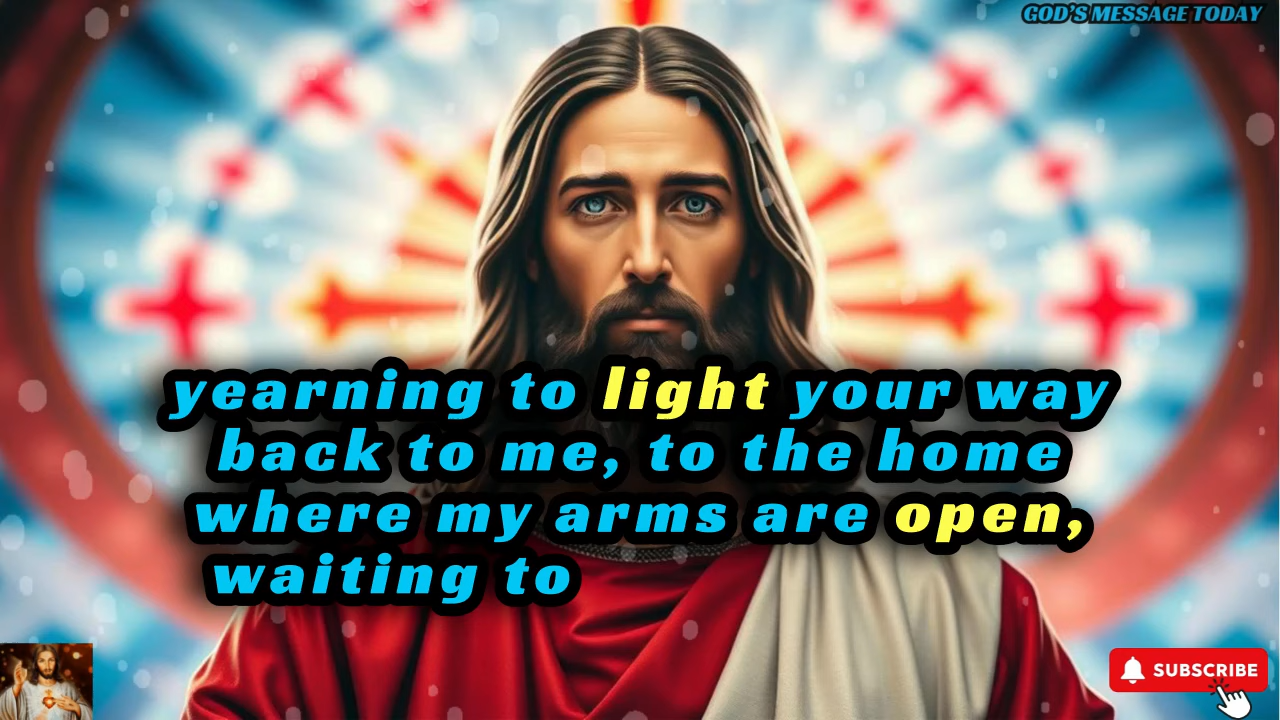 GOD'S MESSAGE TODAY
yearning to light your way
back to me, to the home
where my arms are open,
waiting to
SUBSCRIBE